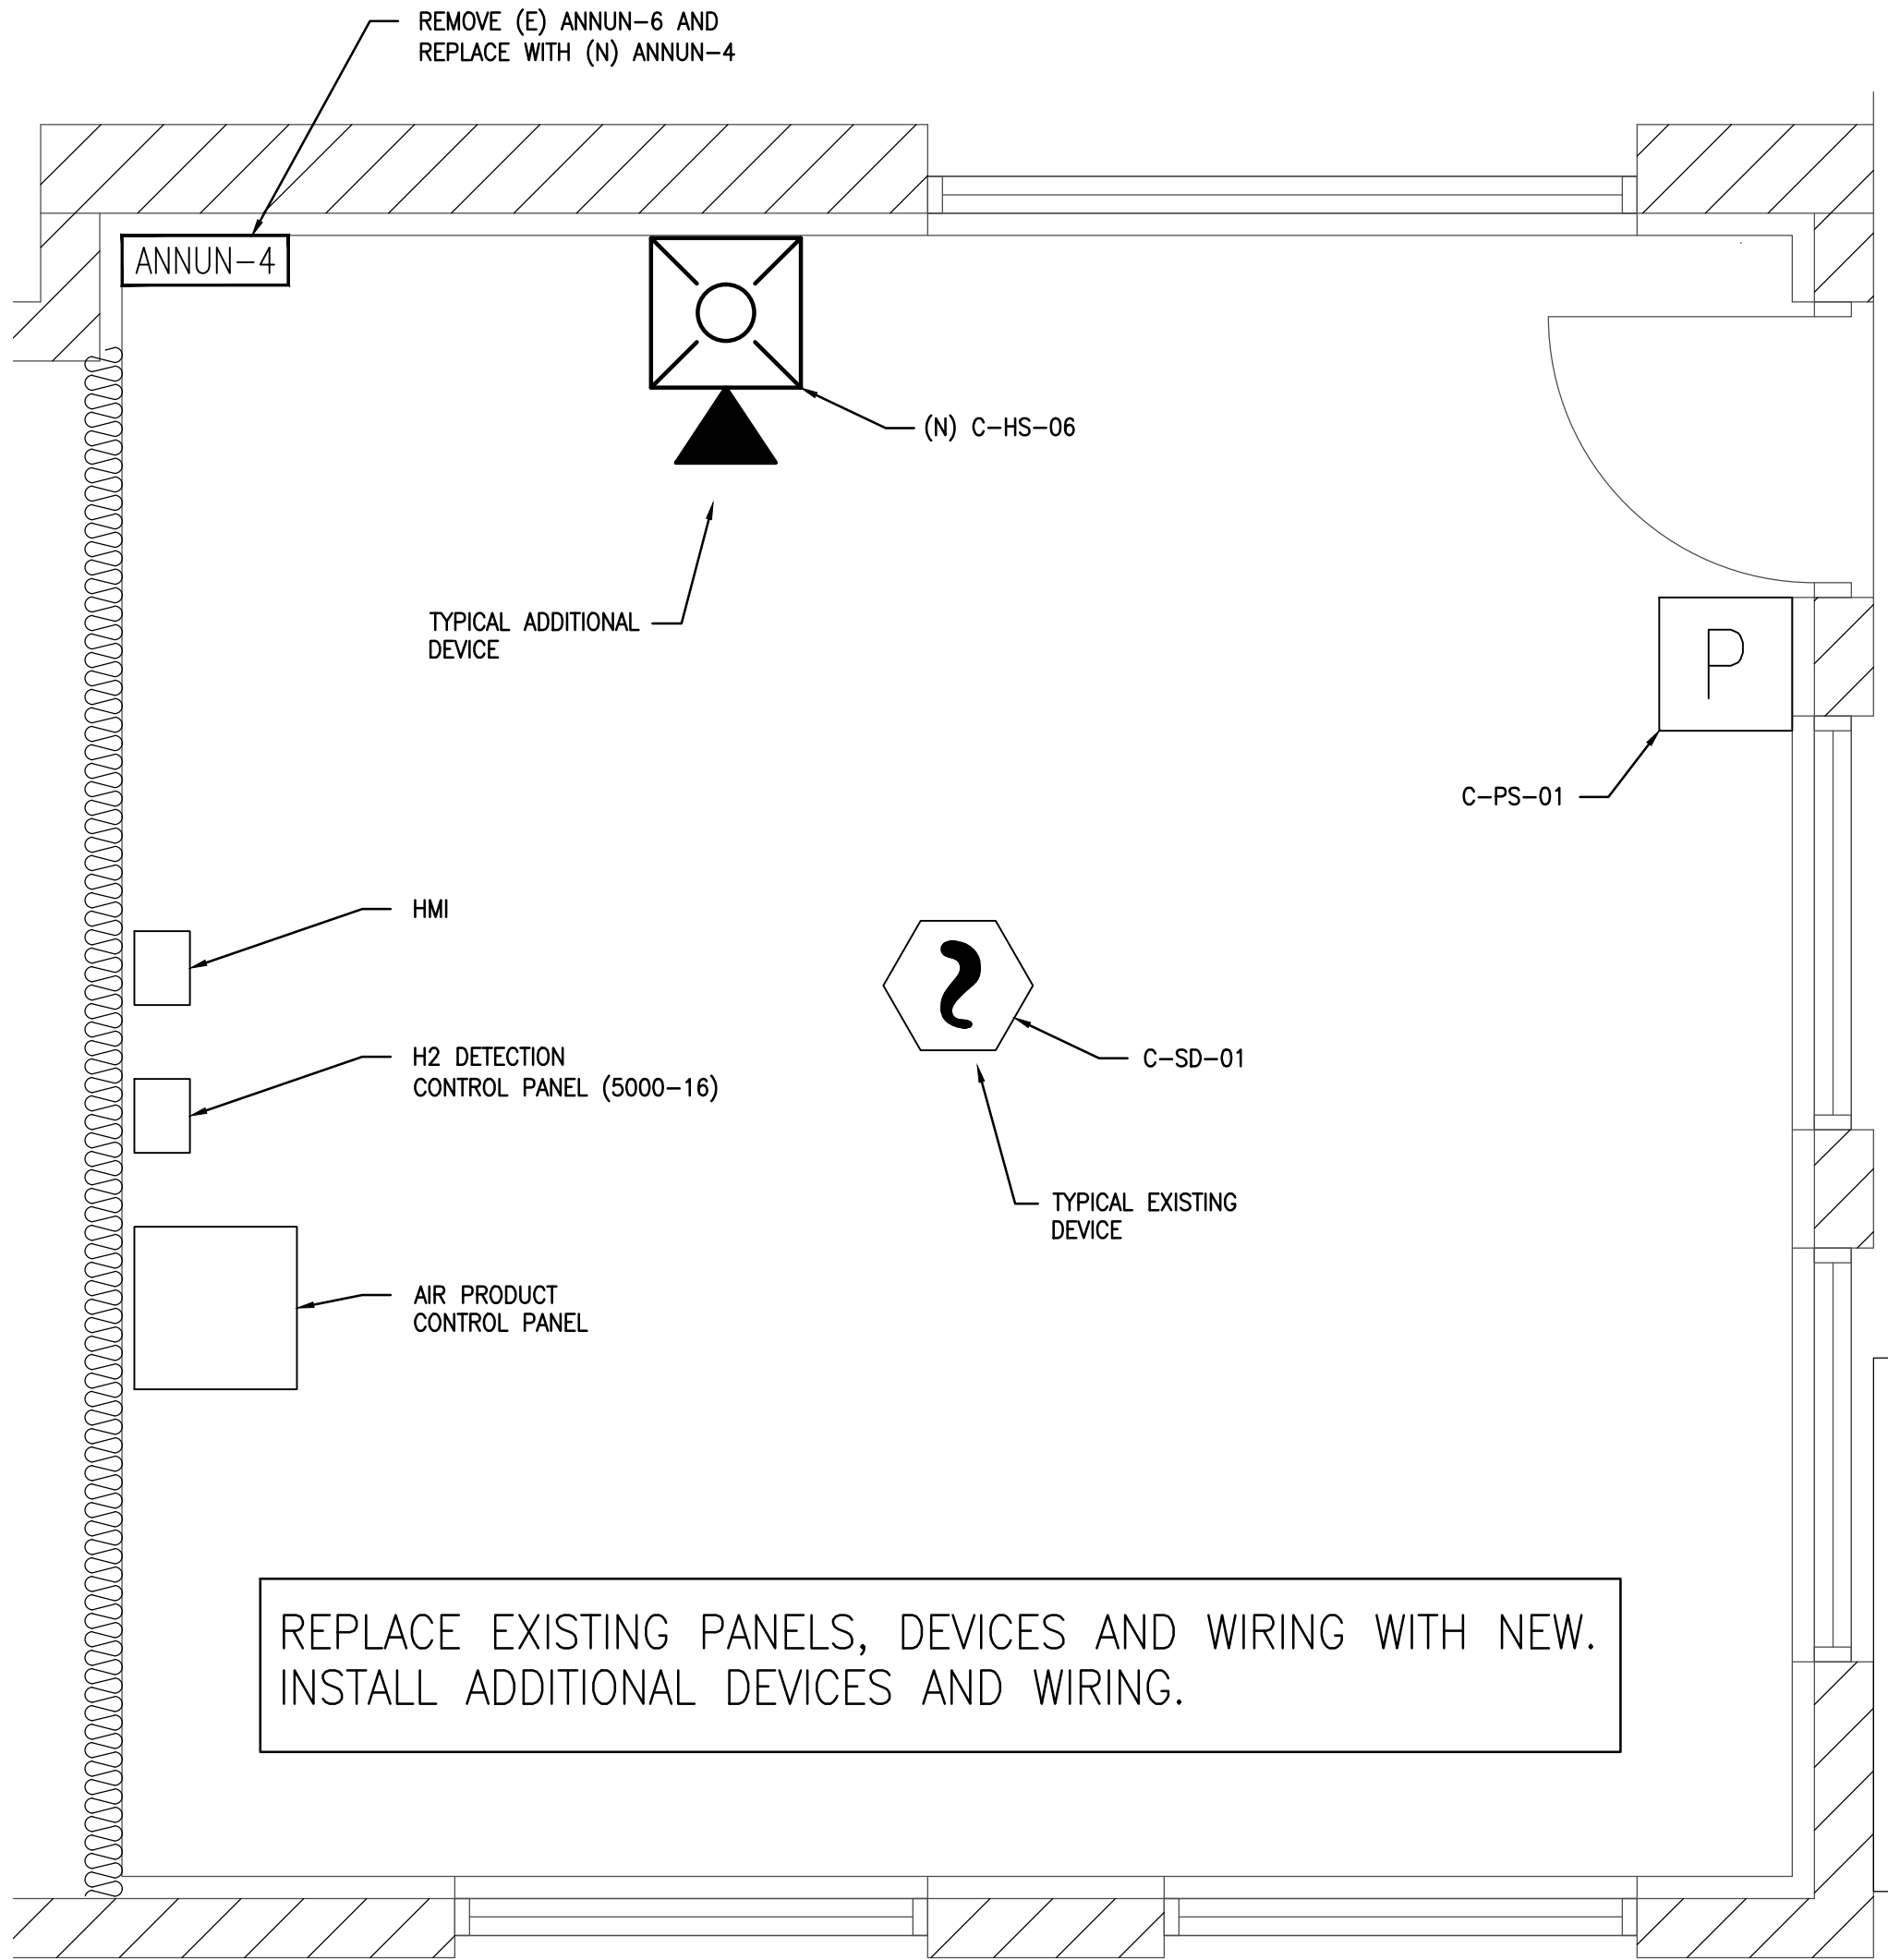 REMOVE (E) ANNUN-6 AND
REPLACE WITH (N) ANNUN-4
ANNUN-4
(N) C-HS-06
TYPICAL ADDITIONAL
DEVICE
P
C-PS-01
HMI
H2 DETECTION
CONTROL PANEL (5000-16)
C-SD-01
TYPICAL EXISTING
DEVICE
AIR PRODUCT
CONTROL PANEL
REPLACE EXISTING PANELS, DEVICES AND WIRING WITH NEW.
INSTALL ADDITIONAL DEVICES AND WIRING.